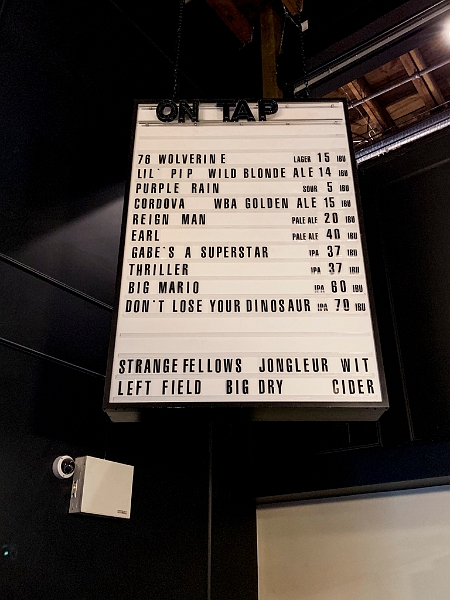 ON TAP
76 WOLVERINE LAGER 15 IBU
LIL' PIP WILD BLONDE ALE 14 IBU
PURPLE RAIN SOUR 5 IBU
CORDOVA WBA GOLDEN ALE 15 IBU
REIGN MAN PALE ALE 20 IBU
EARL PALE ALE 40 IBU
GABE'S A SUPERSTAR IPA 37 IBU
THRILLER IPA 37 IBU
BIG MARIO IPA 60 IBU
DON'T LOSE YOUR DINOSAUR IPA 70 IBU
STRANGE FELLOWS JONGLEUR WIT
LEFT FIELD BIG DRY CIDER